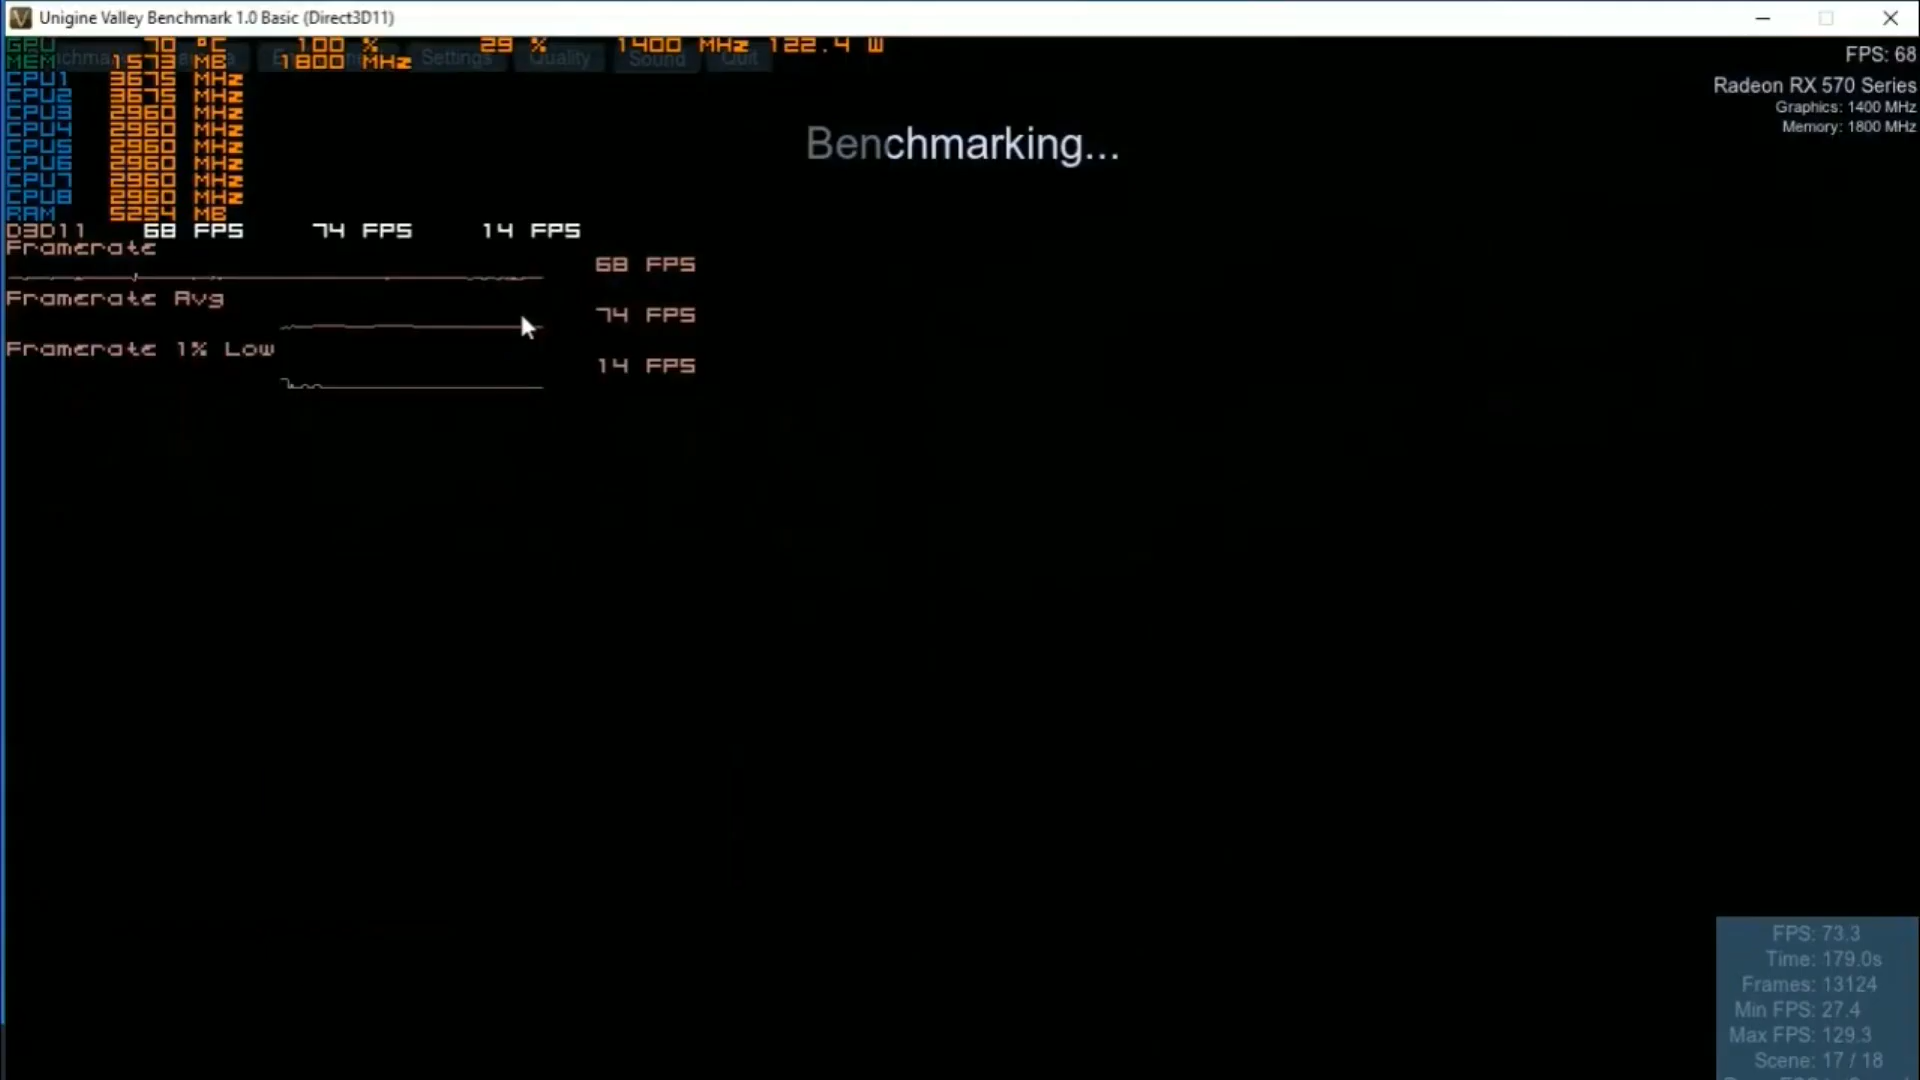 Unigine Valley Benchmark 1.0 Basic (Direct3D11)
GPU 70 °C 100 % 29 % 1400 MHz 122.4 W
MEM 1573 MB 1800 MHz
Settings Quality Sound Quit
CPU1 3675 MHz
CPU2 3675 MHz
CPU3 2960 MHz
CPU4 2960 MHz
CPU5 2960 MHz
CPU6 2960 MHz
CPU7 2960 MHz
CPU8 2960 MHz
RAM 5254 MB
D3D11 68 FPS 74 FPS 14 FPS
Framerate
68 FPS
Framerate Avg
74 FPS
Framerate 1% Low
14 FPS
Benchmarking...
FPS: 68
Radeon RX 570 Series
Graphics: 1400 MHz
Memory: 1800 MHz
FPS: 73.3
Time: 179.0s
Frames: 13124
Min FPS: 27.4
Max FPS: 129.3
Scene: 17 / 18